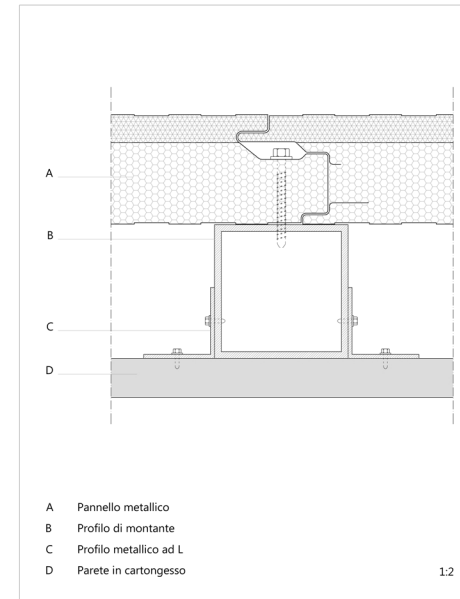 A
B
C
D
A Pannello metallico
B Profilo di montante
C Profilo metallico ad L
D Parete in cartongesso
1:2